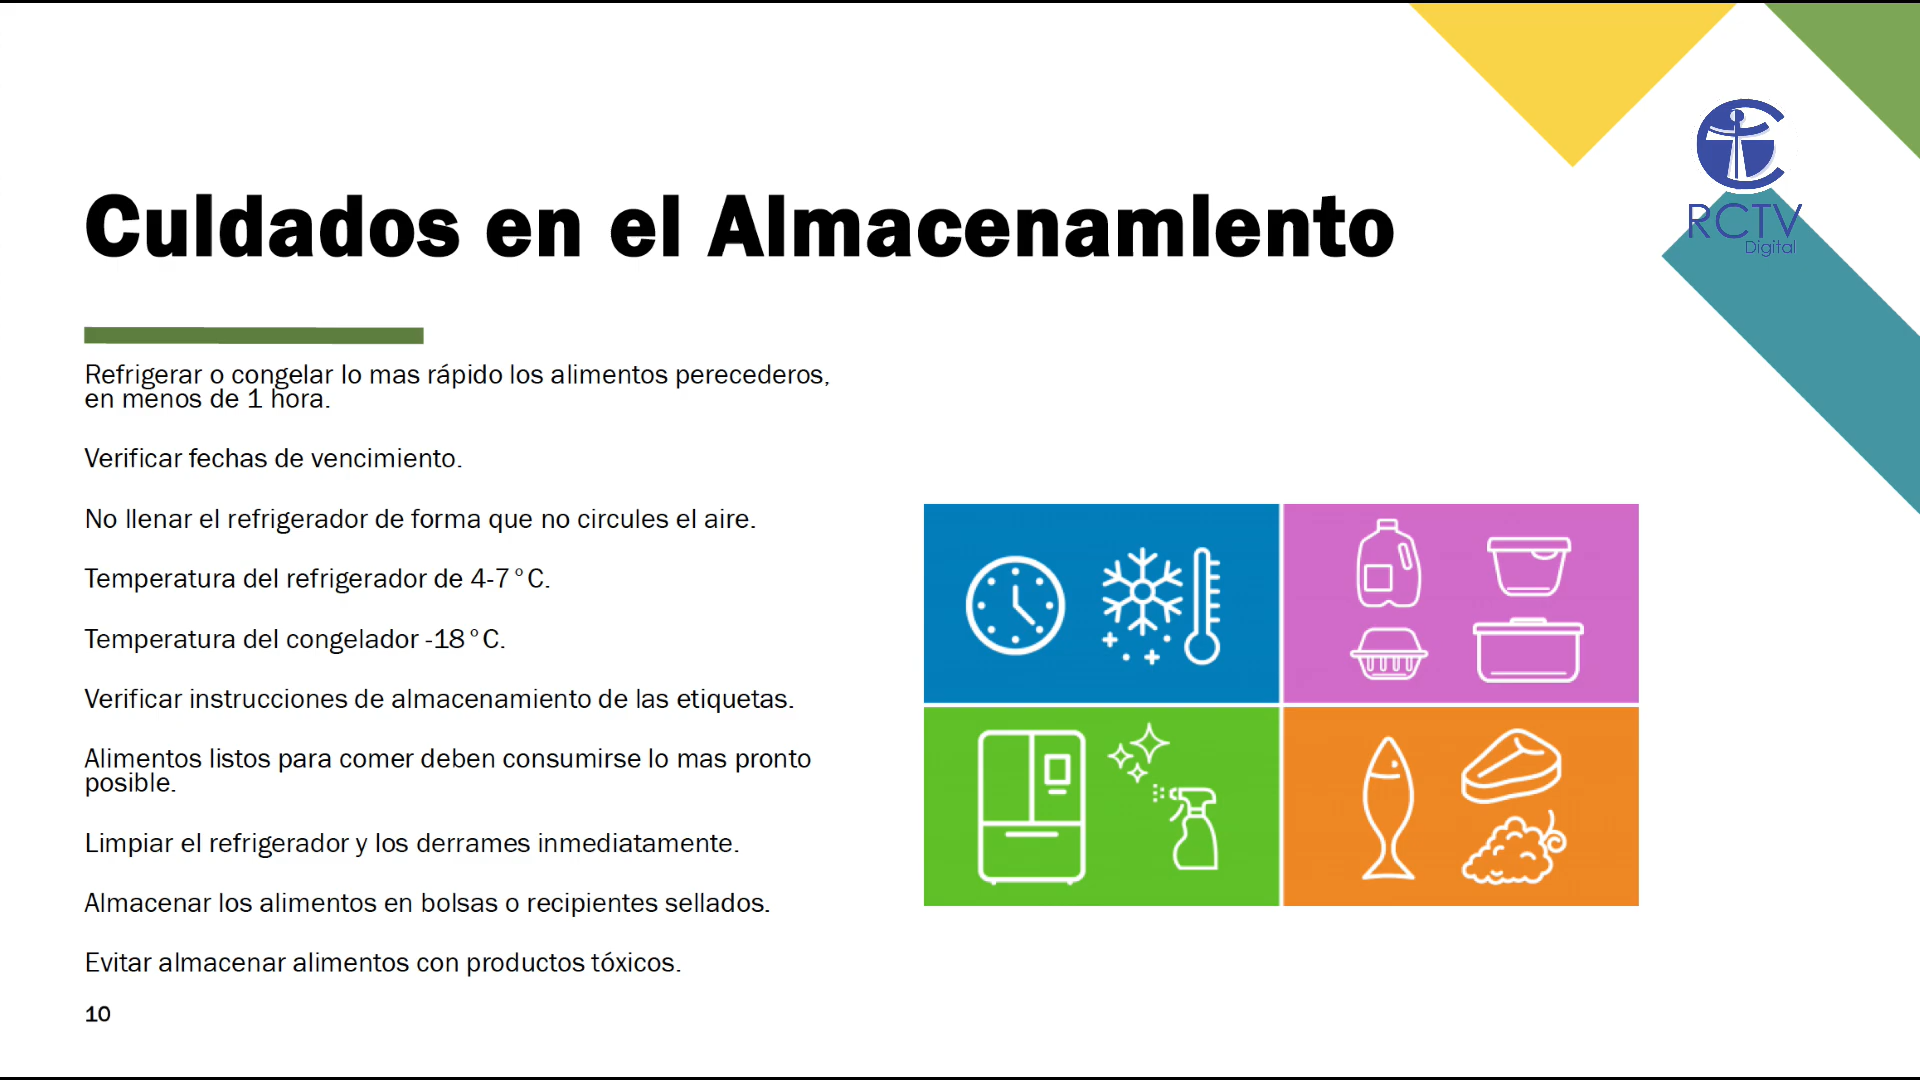 RCTV
Digital
Cuidados en el Almacenamiento
Refrigerar o congelar lo mas rápido los alimentos perecederos,
en menos de 1 hora.
Verificar fechas de vencimiento.
No llenar el refrigerador de forma que no circules el aire.
Temperatura del refrigerador de 4-7°C.
Temperatura del congelador -18°C.
Verificar instrucciones de almacenamiento de las etiquetas.
Alimentos listos para comer deben consumirse lo mas pronto
posible.
Limpiar el refrigerador y los derrames inmediatamente.
Almacenar los alimentos en bolsas o recipientes sellados.
Evitar almacenar alimentos con productos tóxicos.
10